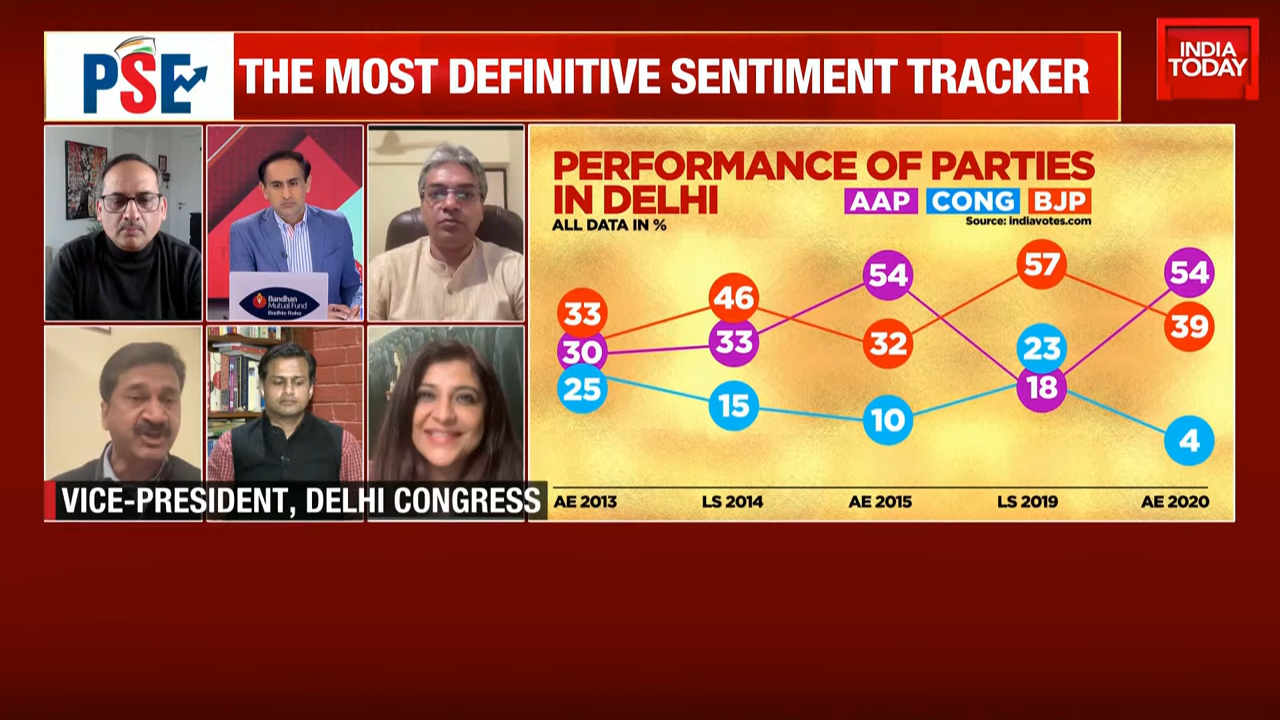 PSE
THE MOST DEFINITIVE SENTIMENT TRACKER
INDIA
TODAY
Bandhan
Mutual Fund
Badhte Raho
VICE-PRESIDENT, DELHI CONGRESS
PERFORMANCE OF PARTIES
IN DELHI
AAP CONG BJP
ALL DATA IN %
Source: indiavotes.com
33 46 32 57 39
30 33 54 18 54
25 15 10 23 4
AE 2013 LS 2014 AE 2015 LS 2019 AE 2020